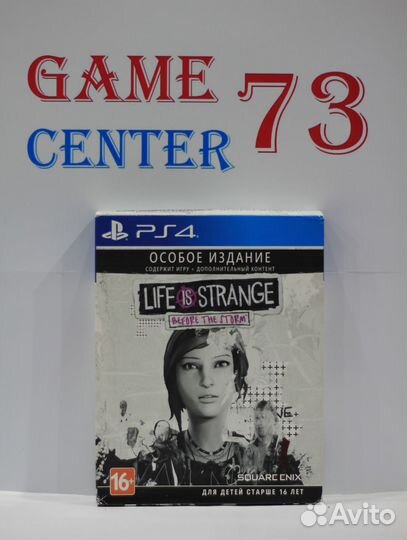 GAME
CENTER 73
PS4
ОСОБОЕ ИЗДАНИЕ
СОДЕРЖИТ ИГРУ + ДОПОЛНИТЕЛЬНЫЙ КОНТЕНТ
LIFE IS STRANGE
BEFORE THE STORM
SQUARE ENIX
16+
ДЛЯ ДЕТЕЙ СТАРШЕ 16 ЛЕТ
Avito